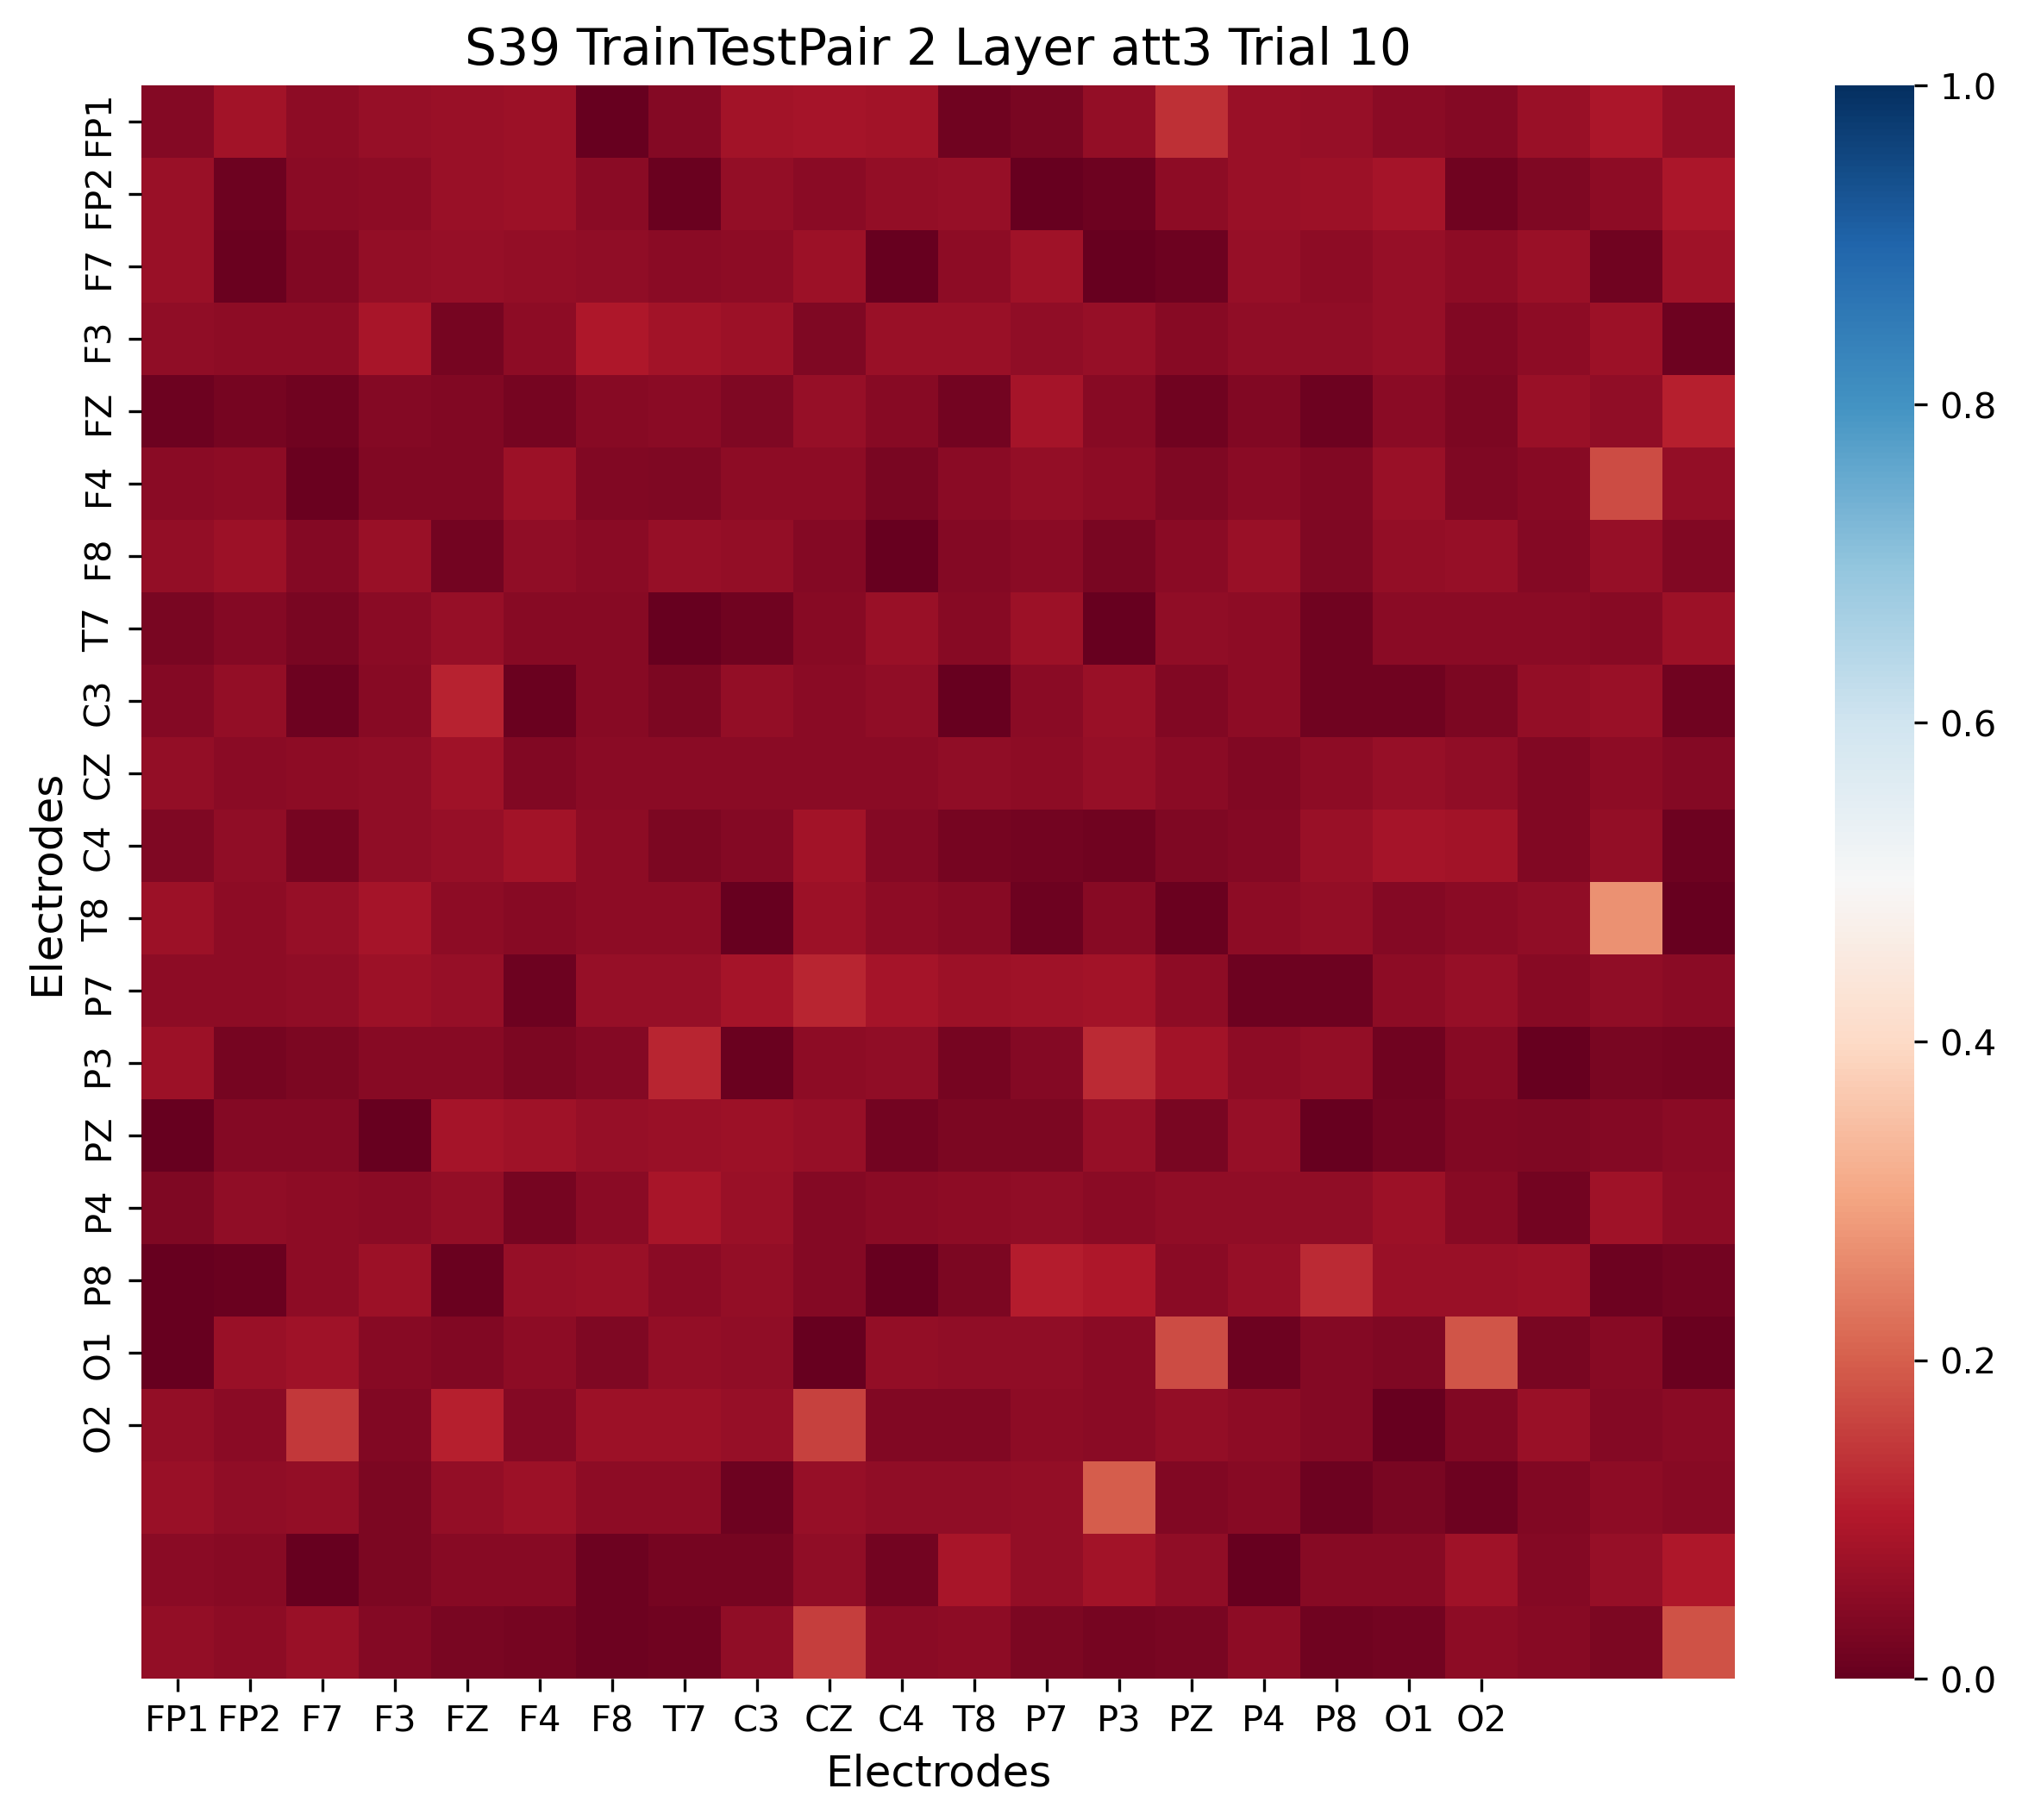 S39 TrainTestPair 2 Layer att3 Trial 10
Electrodes
FP1
FP2
F7
F3
FZ
F4
F8
T7
C3
CZ
C4
T8
P7
P3
PZ
P4
P8
O1
O2
1.0
0.8
0.6
0.4
0.2
0.0
FP1 FP2 F7 F3 FZ F4 F8 T7 C3 CZ C4 T8 P7 P3 PZ P4 P8 O1 O2
Electrodes